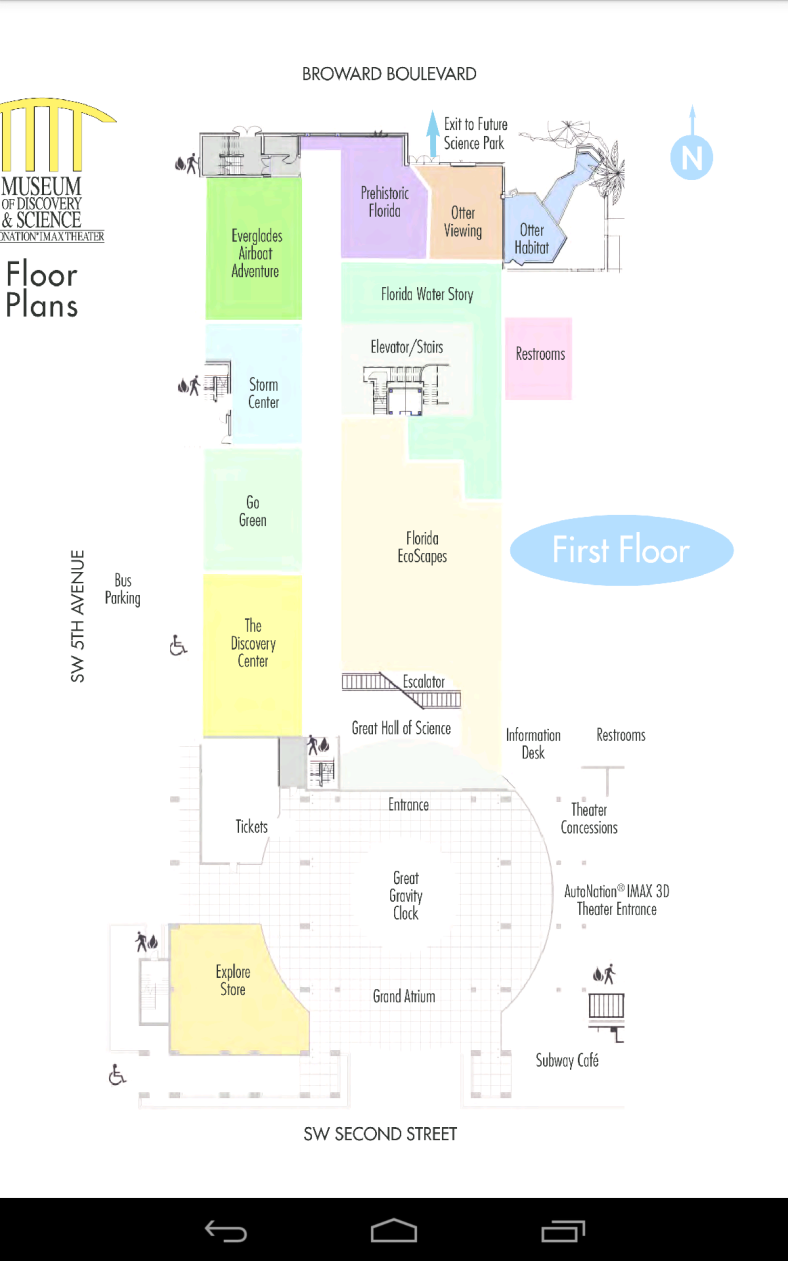 BROWARD BOULEVARD
MUSEUM
OF DISCOVERY
& SCIENCE
IMAX THEATER
Floor
Plans
Exit to Future
Science Park
N
Prehistoric
Florida
Otter
Viewing
Otter
Habitat
Everglades
Airboat
Adventure
Florida Water Story
Elevator/Stairs
Restrooms
Storm
Center
Go
Green
Florida
EcoScapes
First Floor
SW 5TH AVENUE
Bus
Parking
The
Discovery
Center
Escalator
Great Hall of Science
Information
Desk
Restrooms
Entrance
Theater
Concessions
Tickets
Great
Gravity
Clock
AutoNation® IMAX 3D
Theater Entrance
Explore
Store
Grand Atrium
Subway Café
SW SECOND STREET